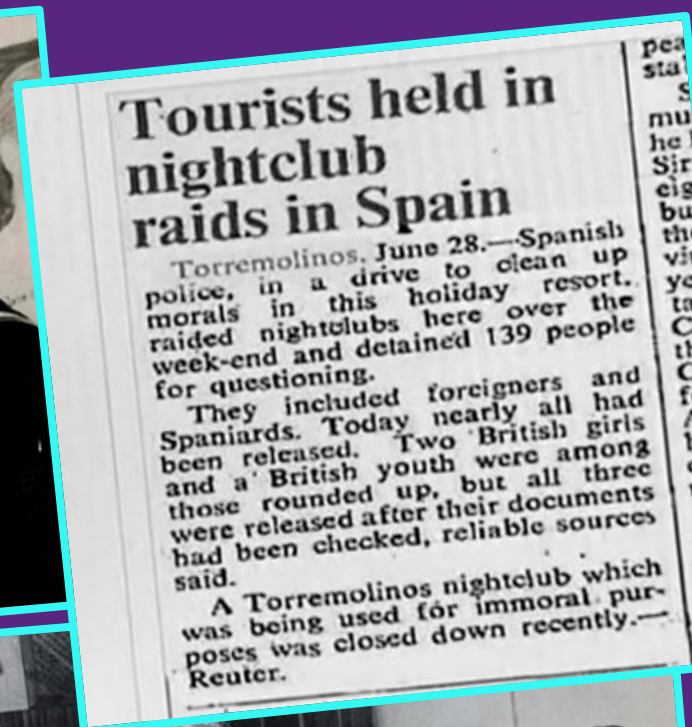 Tourists held in
nightclub
raids in Spain
Torremolinos. June 28.—Spanish
police, in a drive to clean up
morals in this holiday resort,
raided nightclubs here over the
week-end and detained 139 people
for questioning.
They included foreigners and
Spaniards. Today nearly all had
been released. Two British girls
and a British youth were among
those rounded up, but all three
were released after their documents
had been checked, reliable sources
said.
A Torremolinos nightclub which
was being used for immoral pur-
poses was closed down recently.—
Reuter.